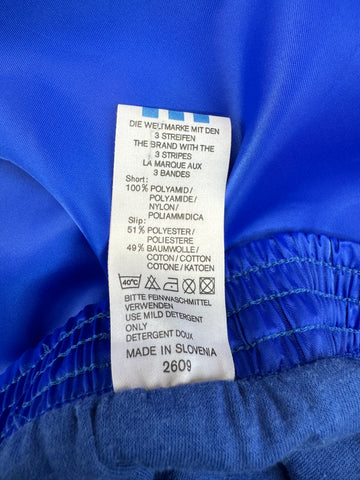 DIE WELTMARKE MIT DEN
3 STREIFEN
THE BRAND WITH THE
3 STRIPES
LA MARQUE AUX
3 BANDES
Short:
100% POLYAMID /
POLYAMIDE /
NYLON /
POLIAMMIDICA
Slip:
51% POLYESTER /
POLIESTERE
49% BAUMWOLLE /
COTON / COTTON
COTONE / KATOEN
40°C
BITTE FEINWASCHMITTEL
VERWENDEN
USE MILD DETERGENT
ONLY
DETERGENT DOUX
MADE IN SLOVENIA
2609